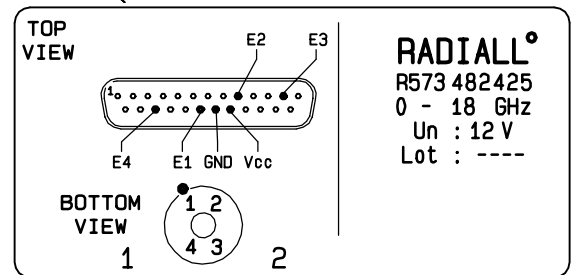 TOP
VIEW
E2
E3
1
E4
E1
GND
Vcc
BOTTOM
VIEW
1 2
4 3
1
2
RADIALL°
R573 482425
0 - 18 GHz
Un : 12 V
Lot : ----